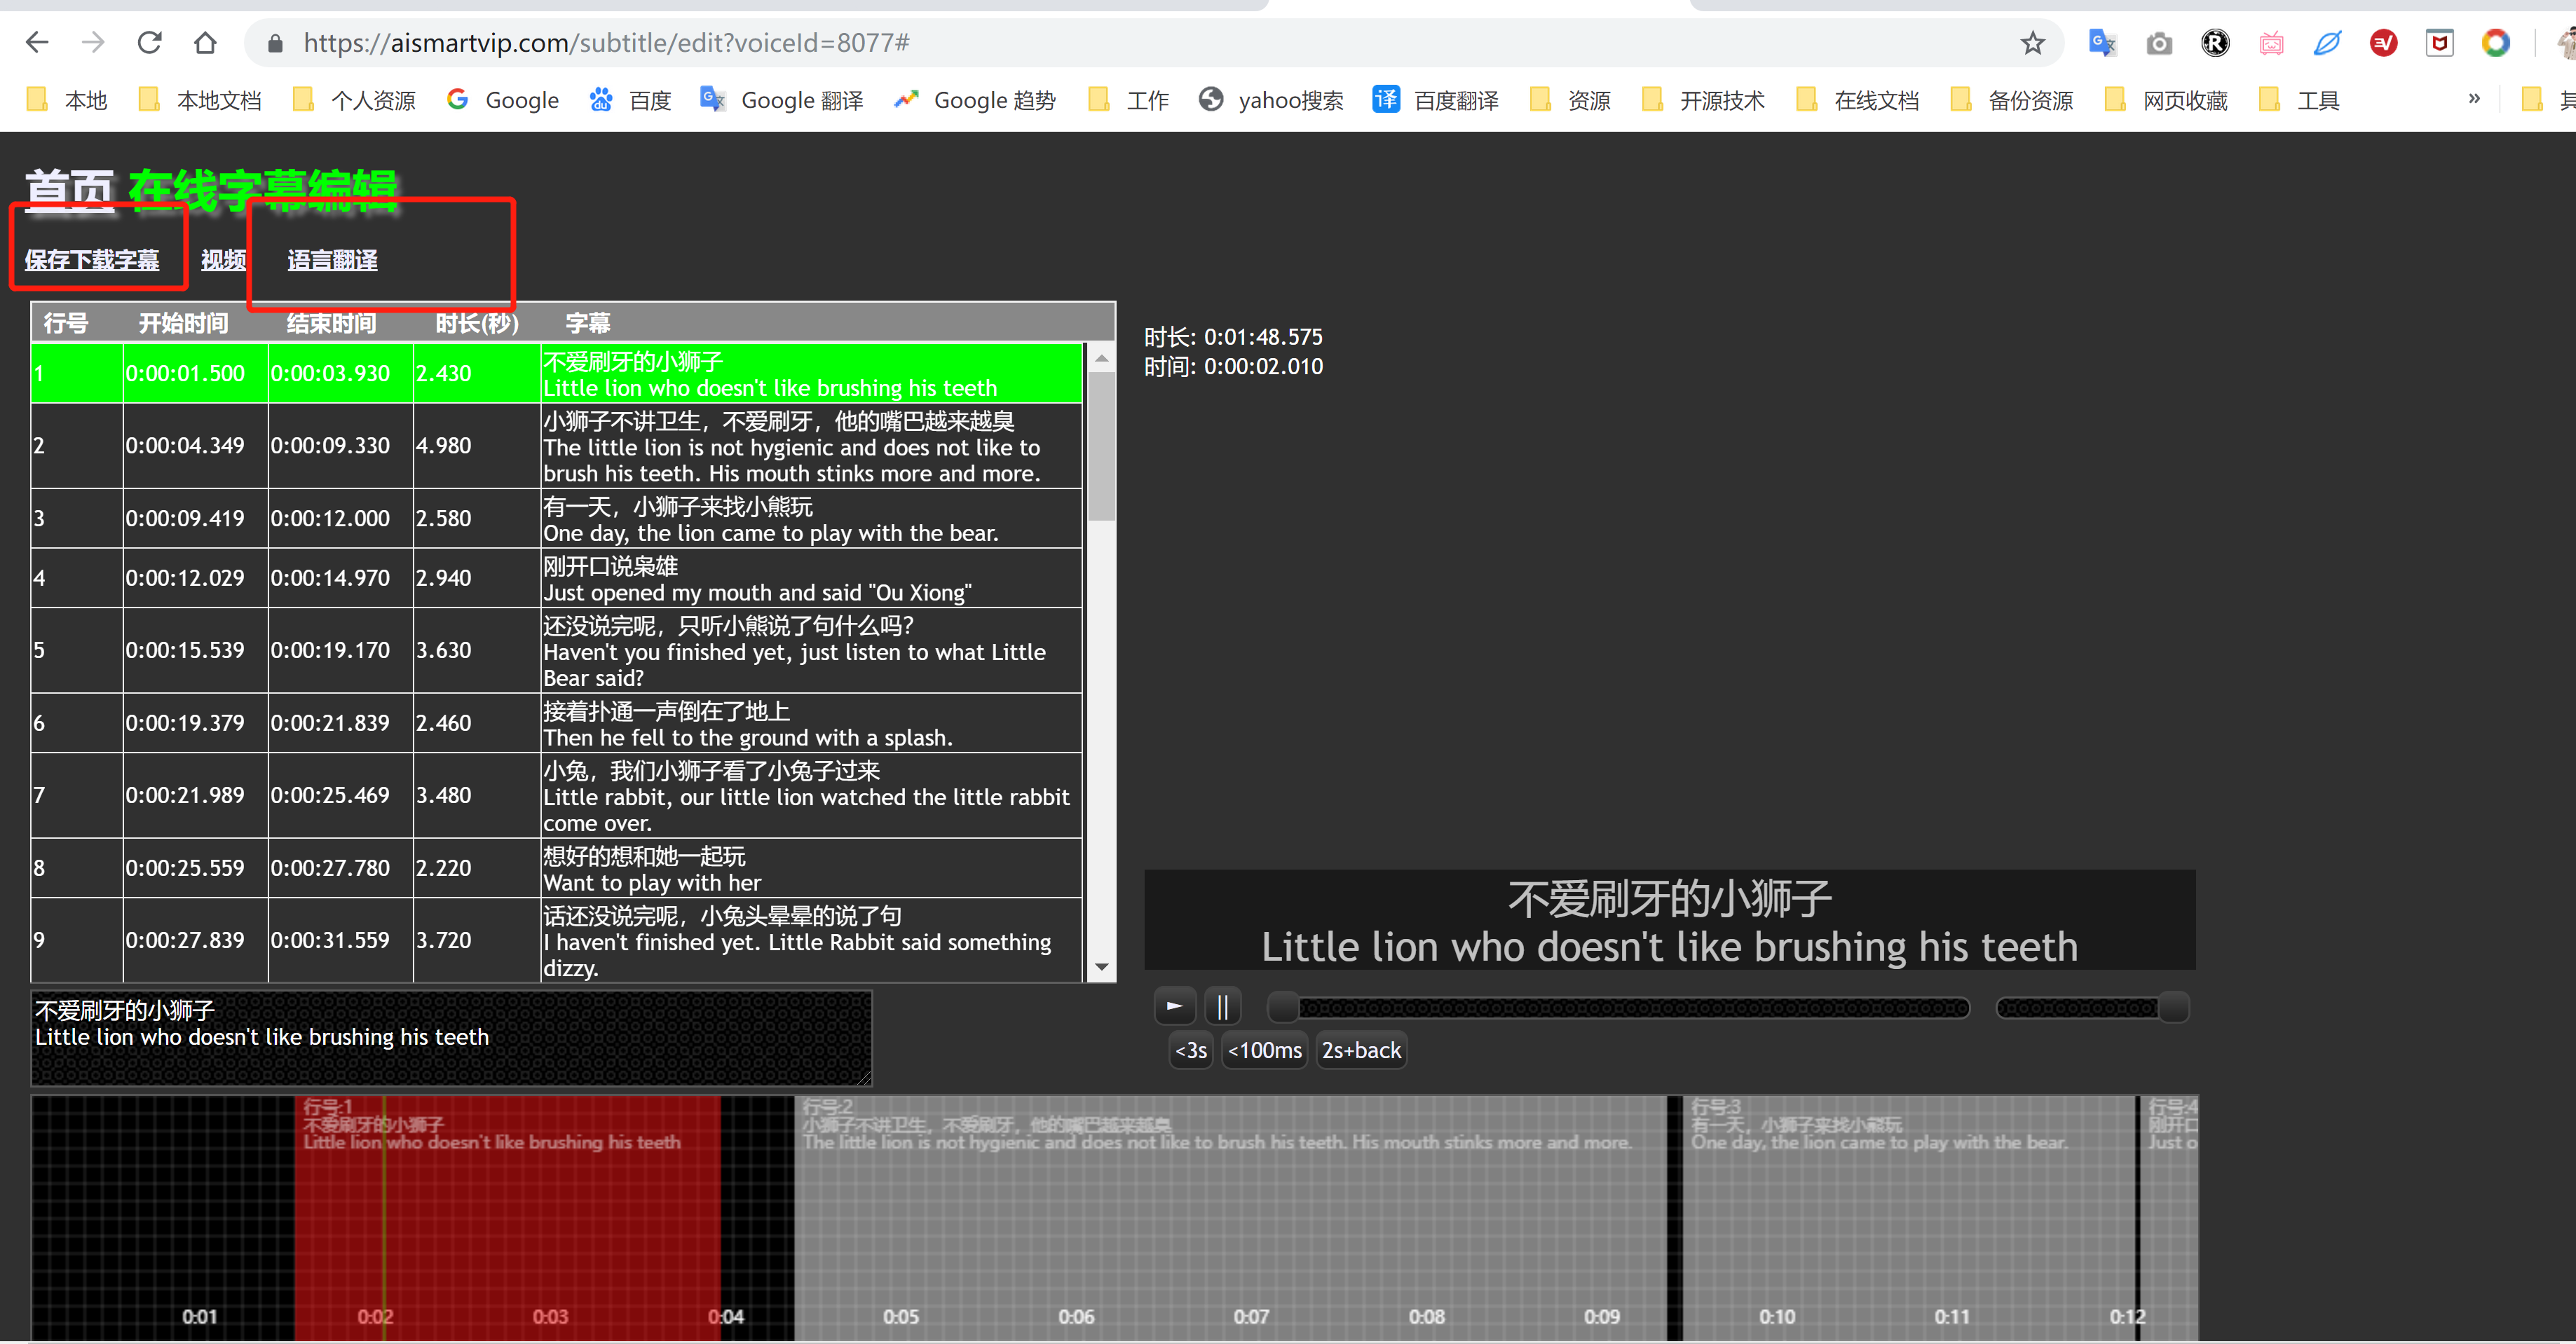 https://aismartvip.com/subtitle/edit?voiceId=8077#
本地 本地文档 个人资源 Google 百度 Google 翻译 Google 趋势 工作 yahoo搜索 百度翻译 资源 开源技术 在线文档 备份资源 网页收藏 工具 »
首页 在线字幕编辑
保存下载字幕 视频 语言翻译
行号 开始时间 结束时间 时长(秒) 字幕
1 0:00:01.500 0:00:03.930 2.430 不爱刷牙的小狮子
Little lion who doesn't like brushing his teeth
2 0:00:04.349 0:00:09.330 4.980 小狮子不讲卫生，不爱刷牙，他的嘴巴越来越臭
The little lion is not hygienic and does not like to
brush his teeth. His mouth stinks more and more.
3 0:00:09.419 0:00:12.000 2.580 有一天，小狮子来找小熊玩
One day, the lion came to play with the bear.
4 0:00:12.029 0:00:14.970 2.940 刚开口说枭雄
Just opened my mouth and said "Ou Xiong"
5 0:00:15.539 0:00:19.170 3.630 还没说完呢，只听小熊说了句什么吗？
Haven't you finished yet, just listen to what Little
Bear said?
6 0:00:19.379 0:00:21.839 2.460 接着扑通一声倒在了地上
Then he fell to the ground with a splash.
7 0:00:21.989 0:00:25.469 3.480 小兔，我们小狮子看了小兔子过来
Little rabbit, our little lion watched the little rabbit
come over.
8 0:00:25.559 0:00:27.780 2.220 想好的想和她一起玩
Want to play with her
9 0:00:27.839 0:00:31.559 3.720 话还没说完呢，小兔头晕晕的说了句
I haven't finished yet. Little Rabbit said something
dizzy.
时长: 0:01:48.575
时间: 0:00:02.010
不爱刷牙的小狮子
Little lion who doesn't like brushing his teeth
<3s <100ms 2s+back
不爱刷牙的小狮子
Little lion who doesn't like brushing his teeth
行号:1
不爱刷牙的小狮子
Little lion who doesn't like brushing his teeth
行号:2
小狮子不讲卫生，不爱刷牙，他的嘴巴越来越臭
The little lion is not hygienic and does not like to brush his teeth. His mouth stinks more and more.
行号:3
有一天，小狮子来找小熊玩
One day, the lion came to play with the bear.
行号:4
刚开口
Just o
0:01 0:02 0:03 0:04 0:05 0:06 0:07 0:08 0:09 0:10 0:11 0:12